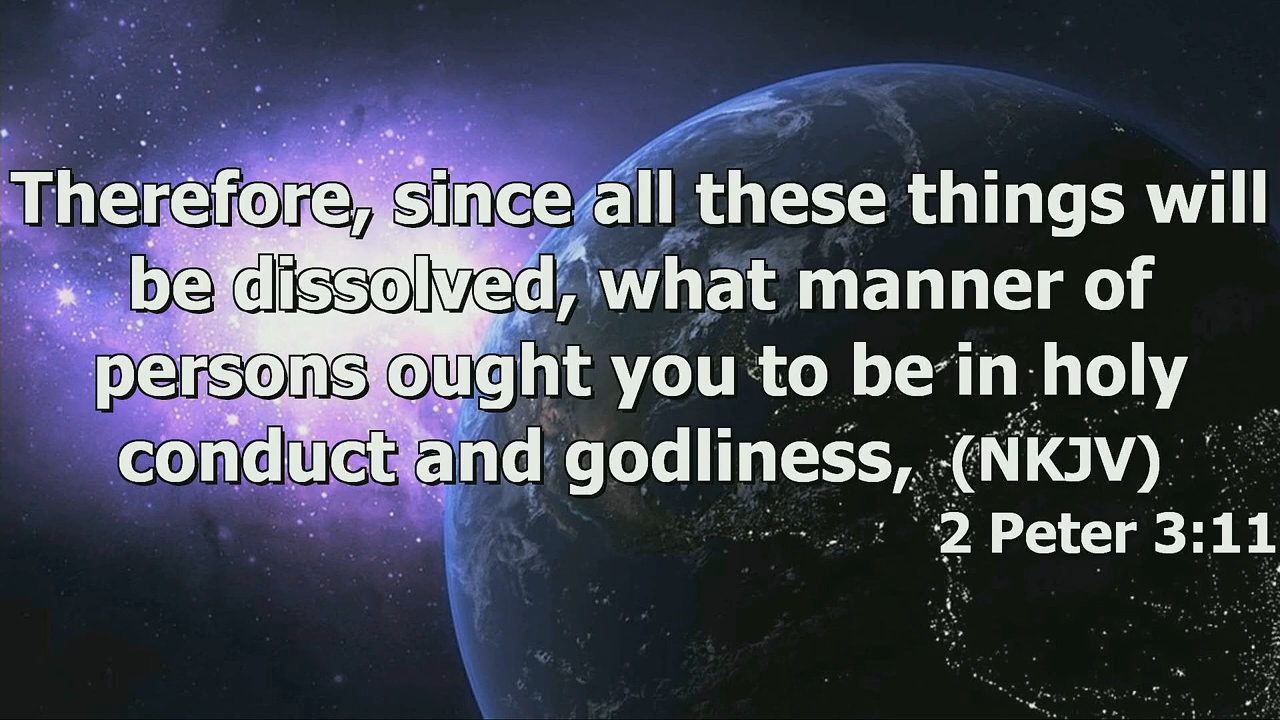 Therefore, since all these things will
be dissolved, what manner of
persons ought you to be in holy
conduct and godliness, (NKJV)
2 Peter 3:11